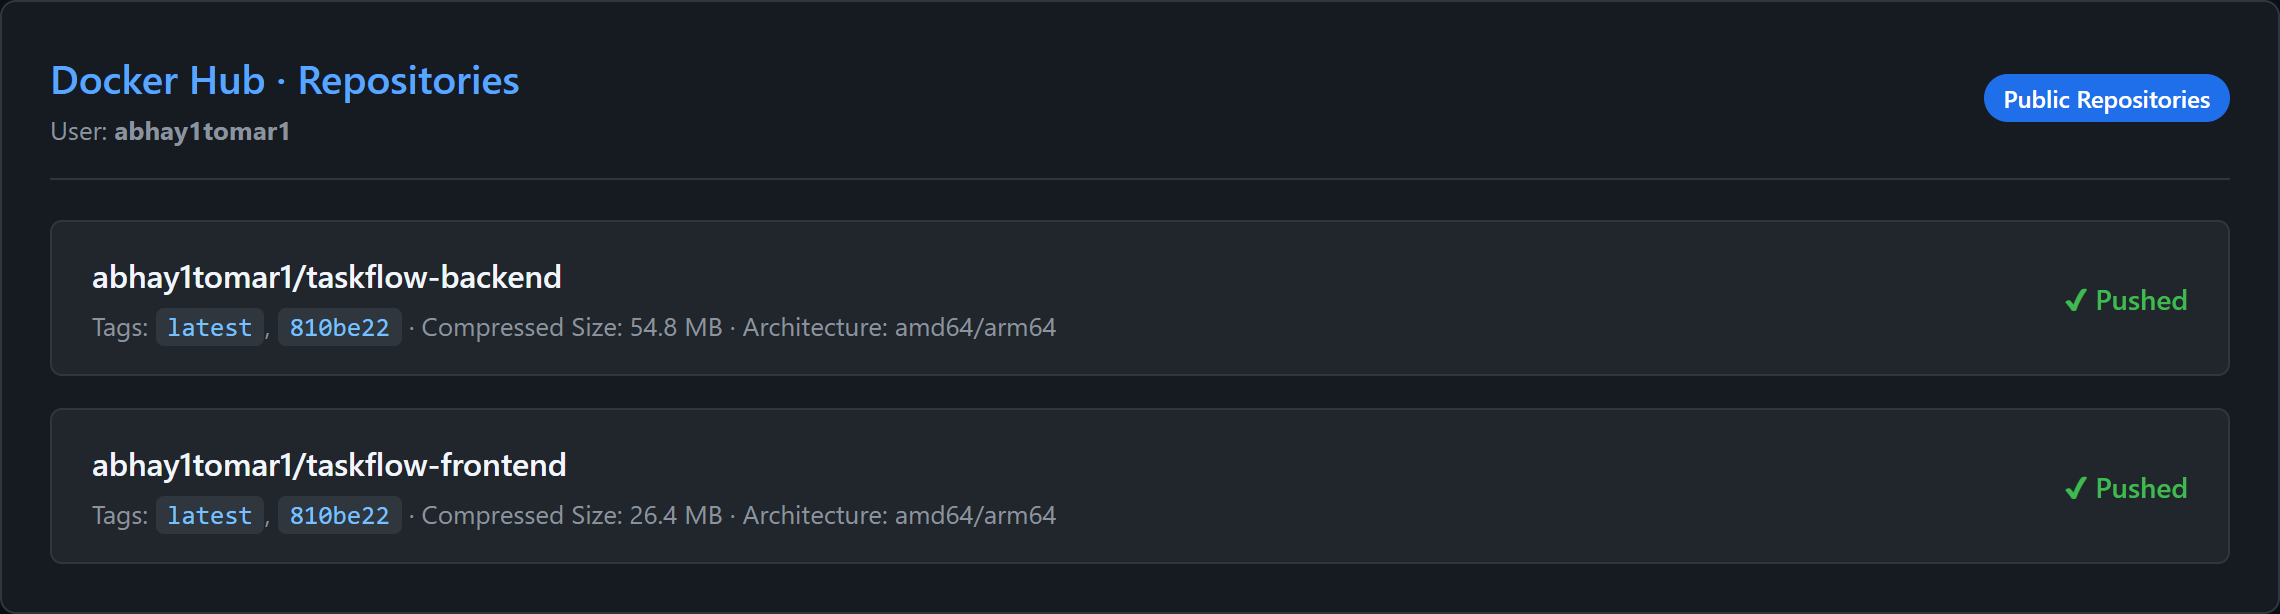 Docker Hub · Repositories
User: abhay1tomar1
Public Repositories
abhay1tomar1/taskflow-backend
Tags: latest, 810be22 · Compressed Size: 54.8 MB · Architecture: amd64/arm64
✔ Pushed
abhay1tomar1/taskflow-frontend
Tags: latest, 810be22 · Compressed Size: 26.4 MB · Architecture: amd64/arm64
✔ Pushed